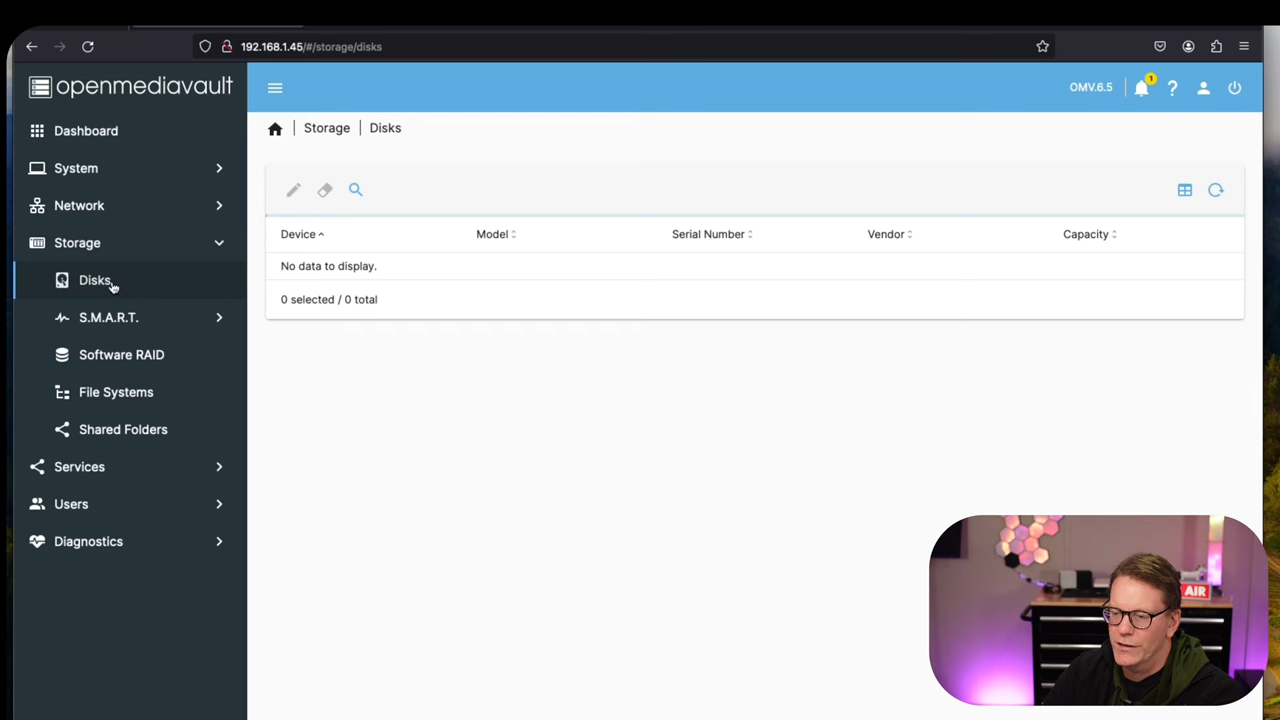 192.168.1.45/#/storage/disks
openmediavault
OMV.6.5
1
Dashboard
Storage
Disks
System
Network
Storage
Device
Model
Serial Number
Vendor
Capacity
No data to display.
Disks
0 selected / 0 total
S.M.A.R.T.
Software RAID
File Systems
Shared Folders
Services
Users
Diagnostics
AIR